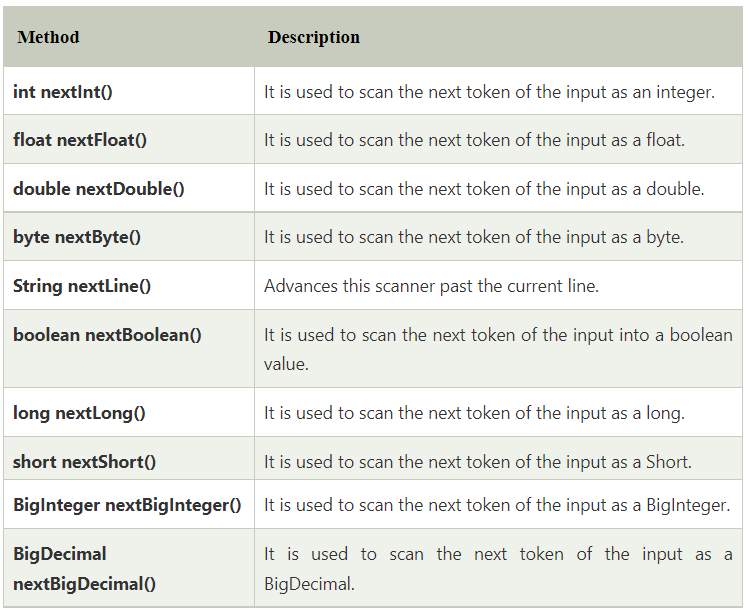 Method Description
int nextInt() It is used to scan the next token of the input as an integer.
float nextFloat() It is used to scan the next token of the input as a float.
double nextDouble() It is used to scan the next token of the input as a double.
byte nextByte() It is used to scan the next token of the input as a byte.
String nextLine() Advances this scanner past the current line.
boolean nextBoolean() It is used to scan the next token of the input into a boolean
value.
long nextLong() It is used to scan the next token of the input as a long.
short nextShort() It is used to scan the next token of the input as a Short.
BigInteger nextBigInteger() It is used to scan the next token of the input as a BigInteger.
BigDecimal It is used to scan the next token of the input as a
nextBigDecimal() BigDecimal.